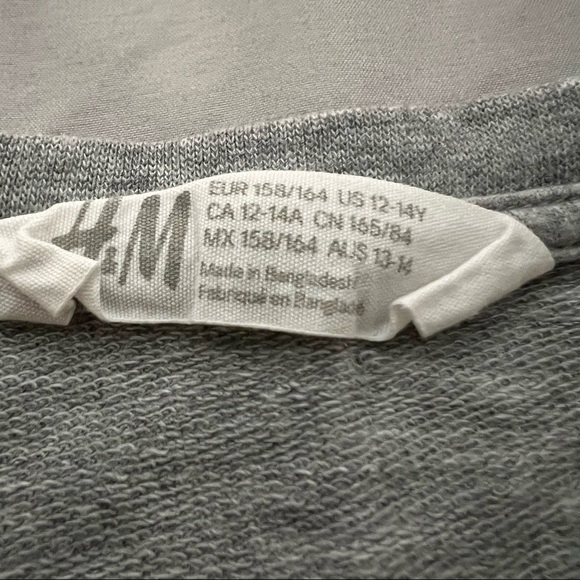 H&M
EUR 158/164 US 12-14Y
CA 12-14A CN 165/84
MX 158/164 AUS 13-14
Made in Bangladesh
Fabriqué en Banglade